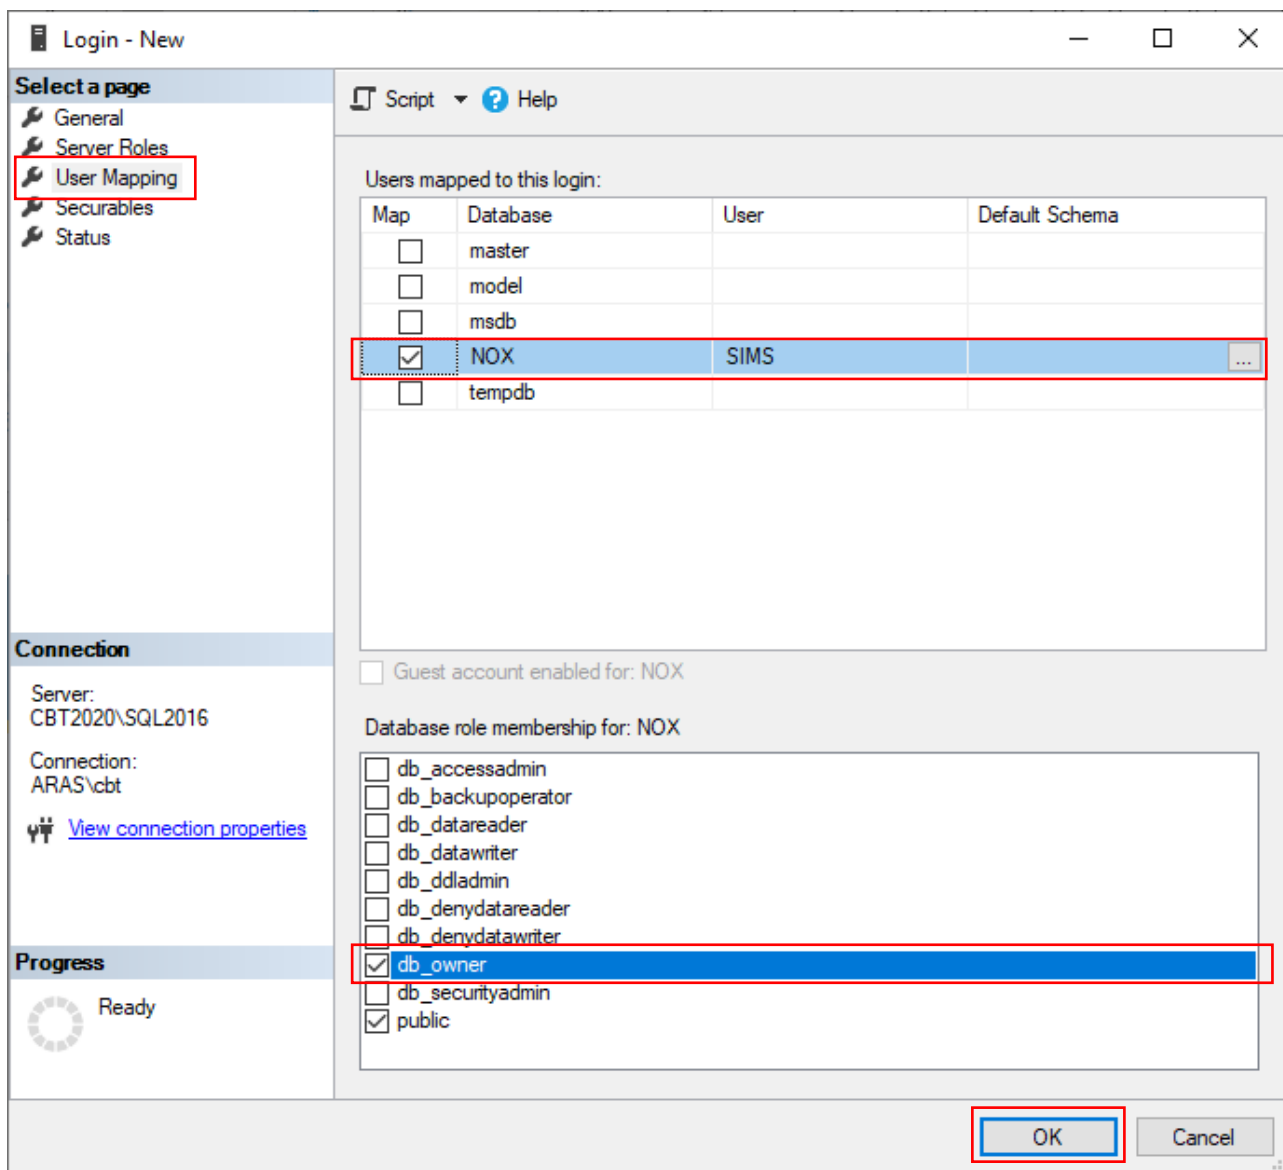 Login - New
Select a page
General
Server Roles
User Mapping
Securables
Status
Script Help
Users mapped to this login:
Map Database User Default Schema
master
model
msdb
NOX SIMS ...
tempdb
Guest account enabled for: NOX
Database role membership for: NOX
db_accessadmin
db_backupoperator
db_datareader
db_datawriter
db_ddladmin
db_denydatareader
db_denydatawriter
db_owner
db_securityadmin
public
Connection
Server:
CBT2020\SQL2016
Connection:
ARAS\cbt
View connection properties
Progress
Ready
OK Cancel